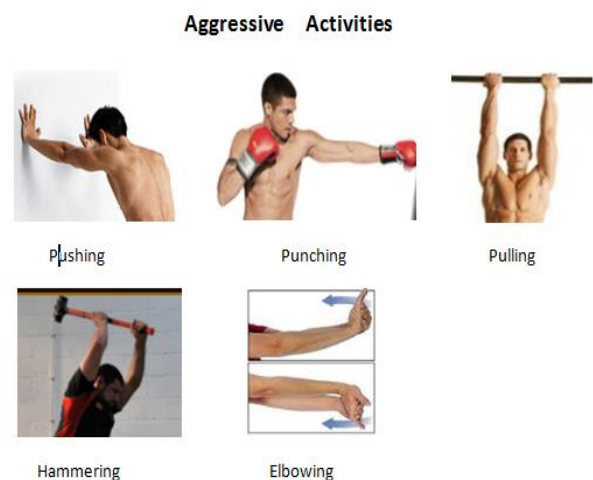 Aggressive Activities
Pushing
Punching
Pulling
Hammering
Elbowing